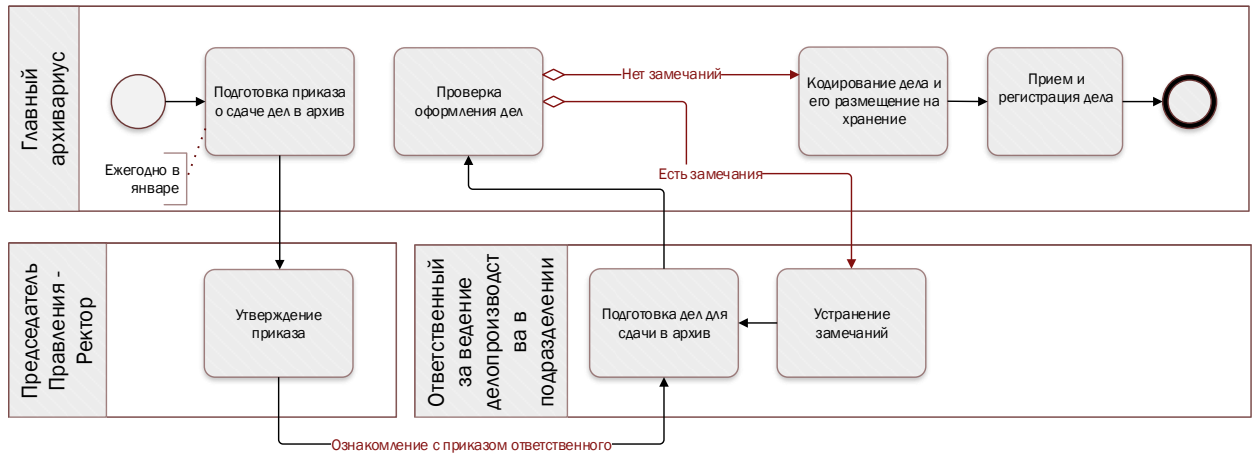 Главный
архивариус
Подготовка приказа
о сдаче дел в архив
Ежегодно в
январе
Проверка
оформления дел
Нет замечаний
Есть замечания
Кодирование дела и
его размещение на
хранение
Прием и
регистрация дела
Председатель
Правления -
Ректор
Утверждение
приказа
Ознакомление с приказом ответственного
Ответственный
за ведение
делопроизводст
ва в
подразделении
Подготовка дел для
сдачи в архив
Устранение
замечаний